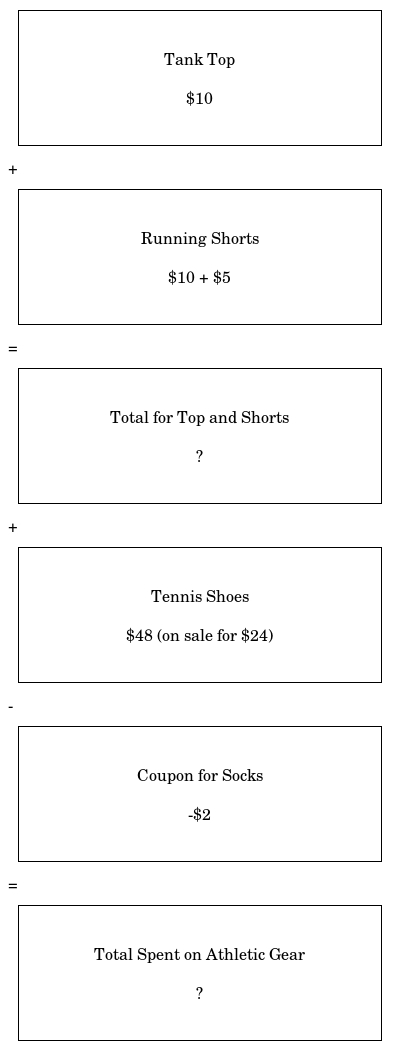 Tank Top
$10
+
Running Shorts
$10 + $5
=
Total for Top and Shorts
?
+
Tennis Shoes
$48 (on sale for $24)
-
Coupon for Socks
-$2
=
Total Spent on Athletic Gear
?